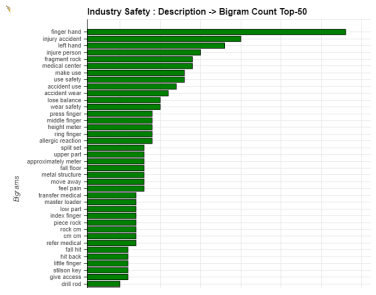 Industry Safety : Description -> Bigram Count Top-50
finger hand
injury accident
left hand
injure person
fragment rock
medical center
make use
use safety
accident use
accident wear
lose balance
wear safety
press finger
middle finger
height meter
ring finger
allergic reaction
split set
upper part
approximately meter
fall floor
metal structure
move away
feel pain
transfer medical
master loader
low part
index finger
piece rock
rock cm
cm cm
refer medical
fall hit
hit back
little finger
stilson key
give access
drill rod
Bigrams